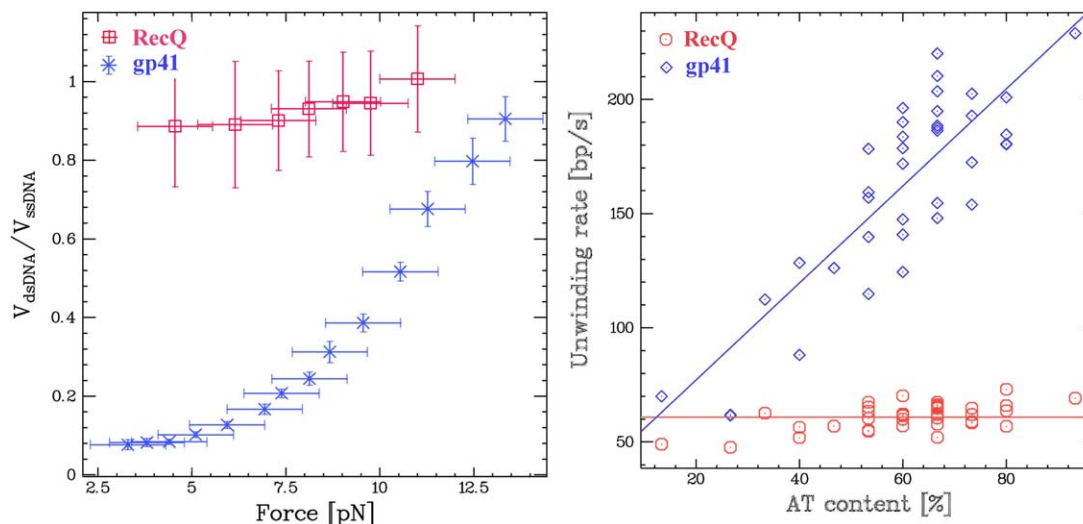 RecQ
gp41
1
0.8
0.6
0.4
0.2
0
V_dsDNA/V_ssDNA
2.5
5
7.5
10
12.5
Force [pN]
RecQ
gp41
200
150
100
50
Unwinding rate [bp/s]
20
40
60
80
AT content [%]